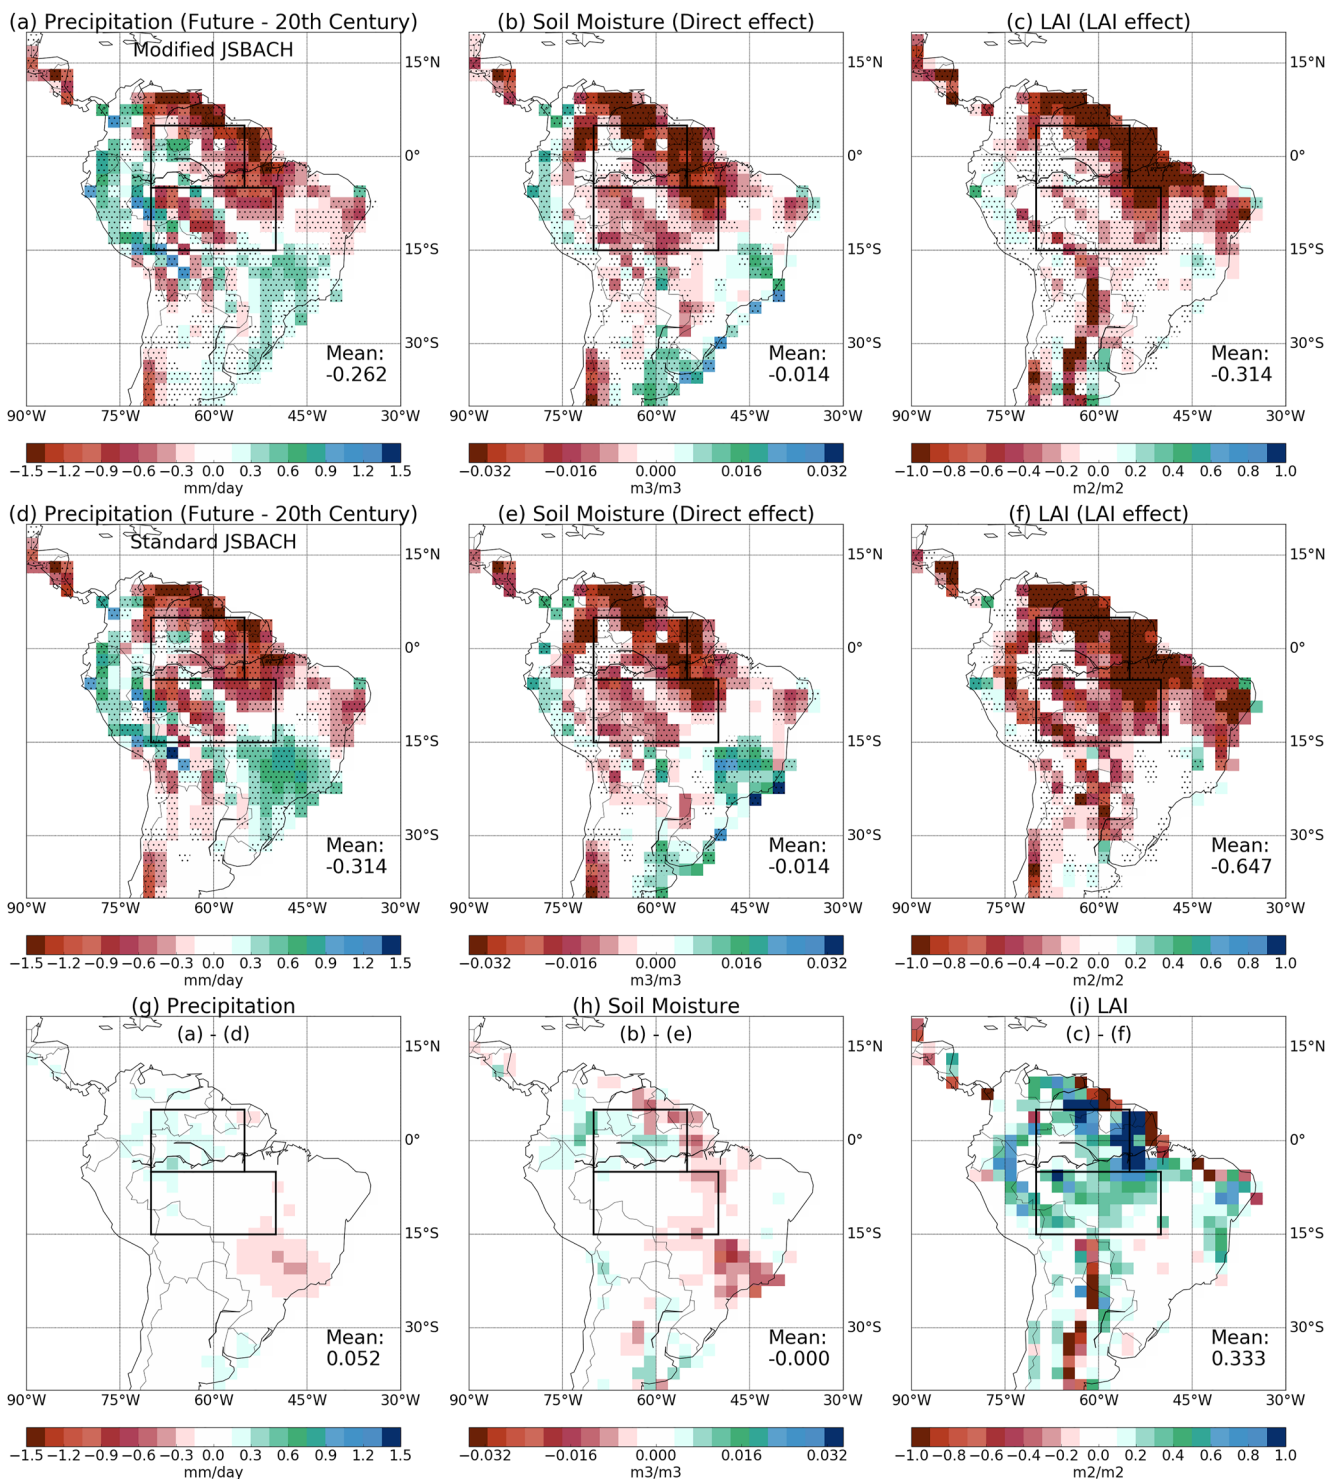 (a) Precipitation (Future - 20th Century)
Modified JSBACH
(b) Soil Moisture (Direct effect)
(c) LAI (LAI effect)
15°N
15°N
15°N
0°
0°
0°
15°S
15°S
15°S
30°S
30°S
30°S
Mean:
-0.262
Mean:
-0.014
Mean:
-0.314
90°W 75°W 60°W 45°W 30°W
90°W 75°W 60°W 45°W 30°W
90°W 75°W 60°W 45°W 30°W
−1.5 −1.2 −0.9 −0.6 −0.3 0.0 0.3 0.6 0.9 1.2 1.5
mm/day
−0.032 −0.016 0.000 0.016 0.032
m3/m3
−1.0 −0.8 −0.6 −0.4 −0.2 0.0 0.2 0.4 0.6 0.8 1.0
m2/m2
(d) Precipitation (Future - 20th Century)
Standard JSBACH
(e) Soil Moisture (Direct effect)
(f) LAI (LAI effect)
15°N
15°N
15°N
0°
0°
0°
15°S
15°S
15°S
30°S
30°S
30°S
Mean:
-0.314
Mean:
-0.014
Mean:
-0.647
90°W 75°W 60°W 45°W 30°W
90°W 75°W 60°W 45°W 30°W
90°W 75°W 60°W 45°W 30°W
−1.5 −1.2 −0.9 −0.6 −0.3 0.0 0.3 0.6 0.9 1.2 1.5
mm/day
−0.032 −0.016 0.000 0.016 0.032
m3/m3
−1.0 −0.8 −0.6 −0.4 −0.2 0.0 0.2 0.4 0.6 0.8 1.0
m2/m2
(g) Precipitation
(a) - (d)
(h) Soil Moisture
(b) - (e)
(i) LAI
(c) - (f)
15°N
15°N
15°N
0°
0°
0°
15°S
15°S
15°S
30°S
30°S
30°S
Mean:
0.052
Mean:
-0.000
Mean:
0.333
90°W 75°W 60°W 45°W 30°W
90°W 75°W 60°W 45°W 30°W
90°W 75°W 60°W 45°W 30°W
−1.5 −1.2 −0.9 −0.6 −0.3 0.0 0.3 0.6 0.9 1.2 1.5
mm/day
−0.032 −0.016 0.000 0.016 0.032
m3/m3
−1.0 −0.8 −0.6 −0.4 −0.2 0.0 0.2 0.4 0.6 0.8 1.0
m2/m2